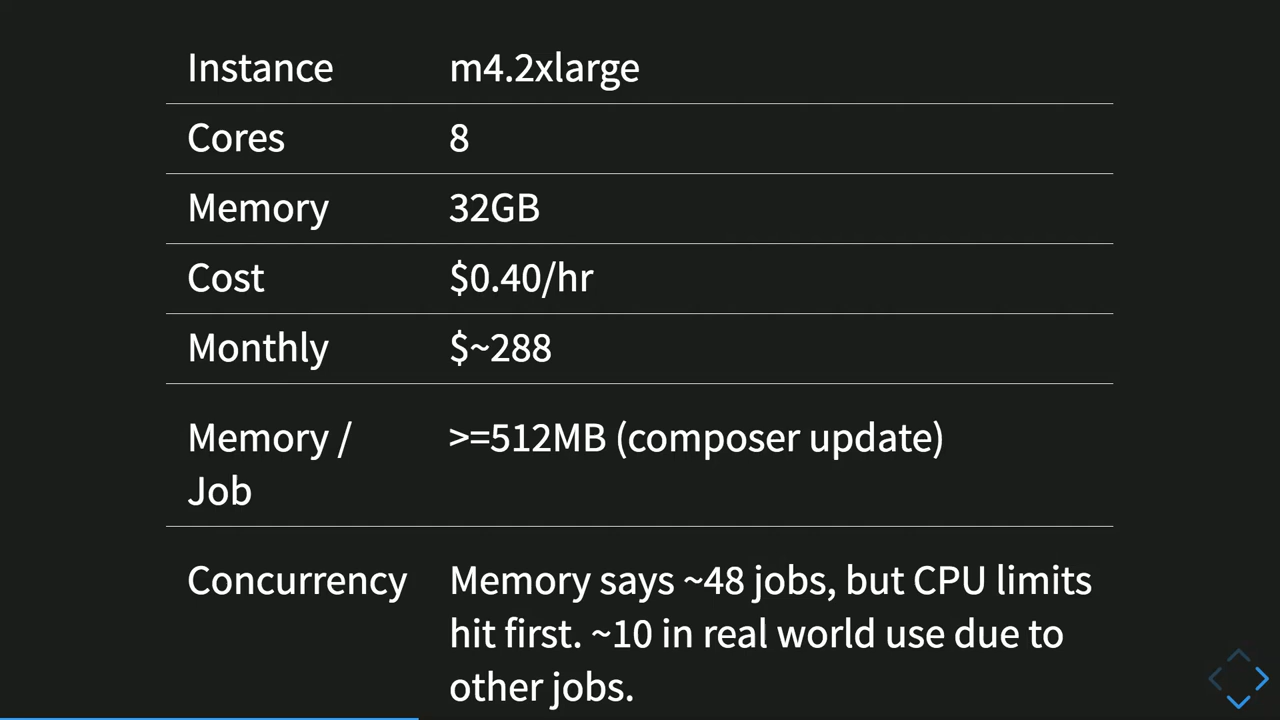 Instance m4.2xlarge
Cores 8
Memory 32GB
Cost $0.40/hr
Monthly $~288
Memory / >=512MB (composer update)
Job
Concurrency Memory says ~48 jobs, but CPU limits
hit first. ~10 in real world use due to
other jobs.